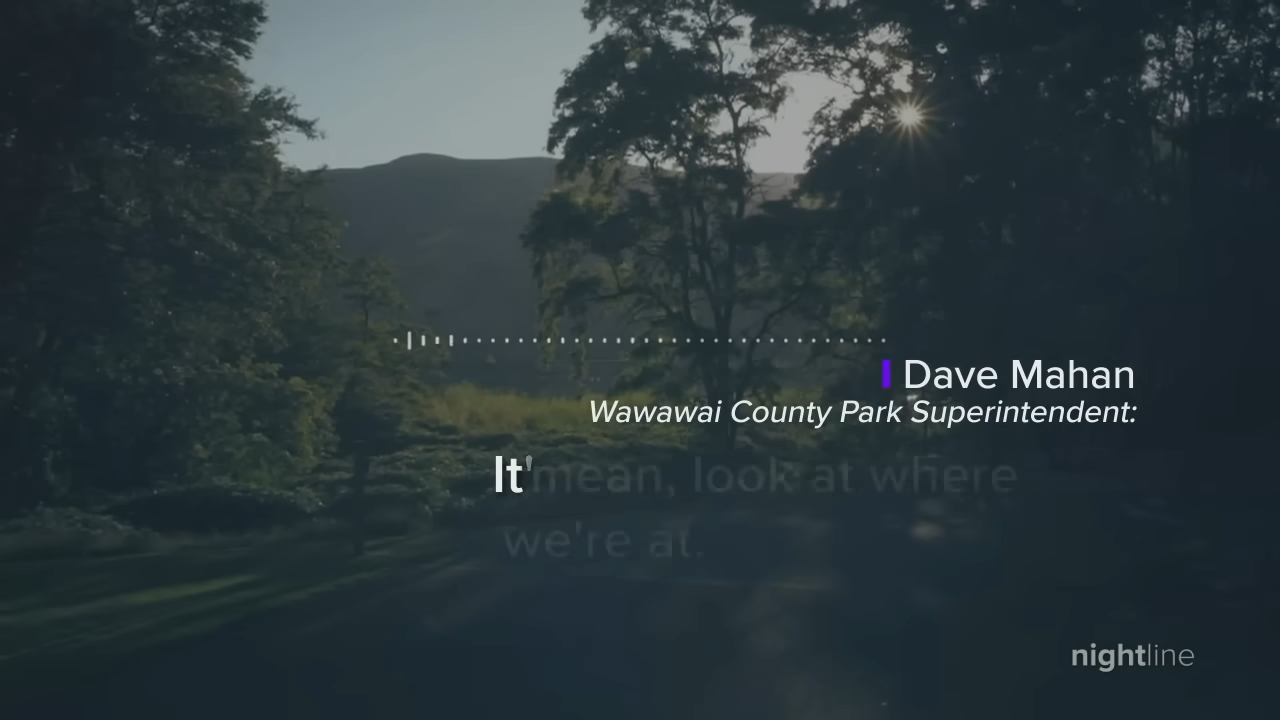 Dave Mahan
Wawawai County Park Superintendent:
It'mean, look at where
we're at.
nightline